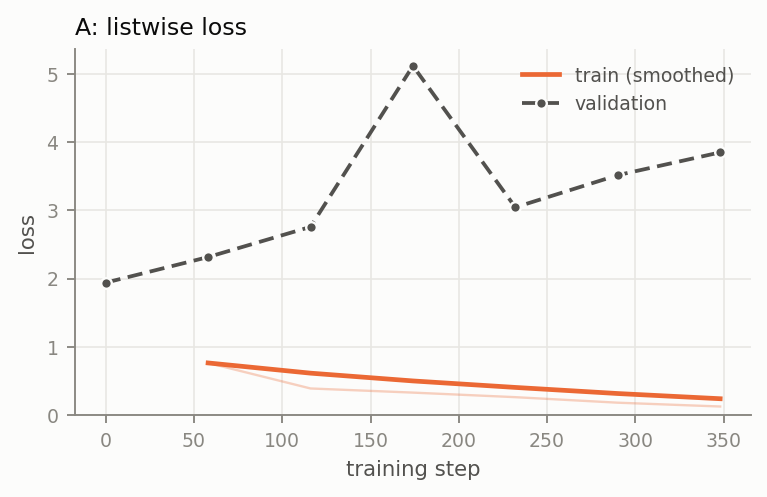 A: listwise loss
train (smoothed)
validation
loss
5
4
3
2
1
0
0 50 100 150 200 250 300 350
training step